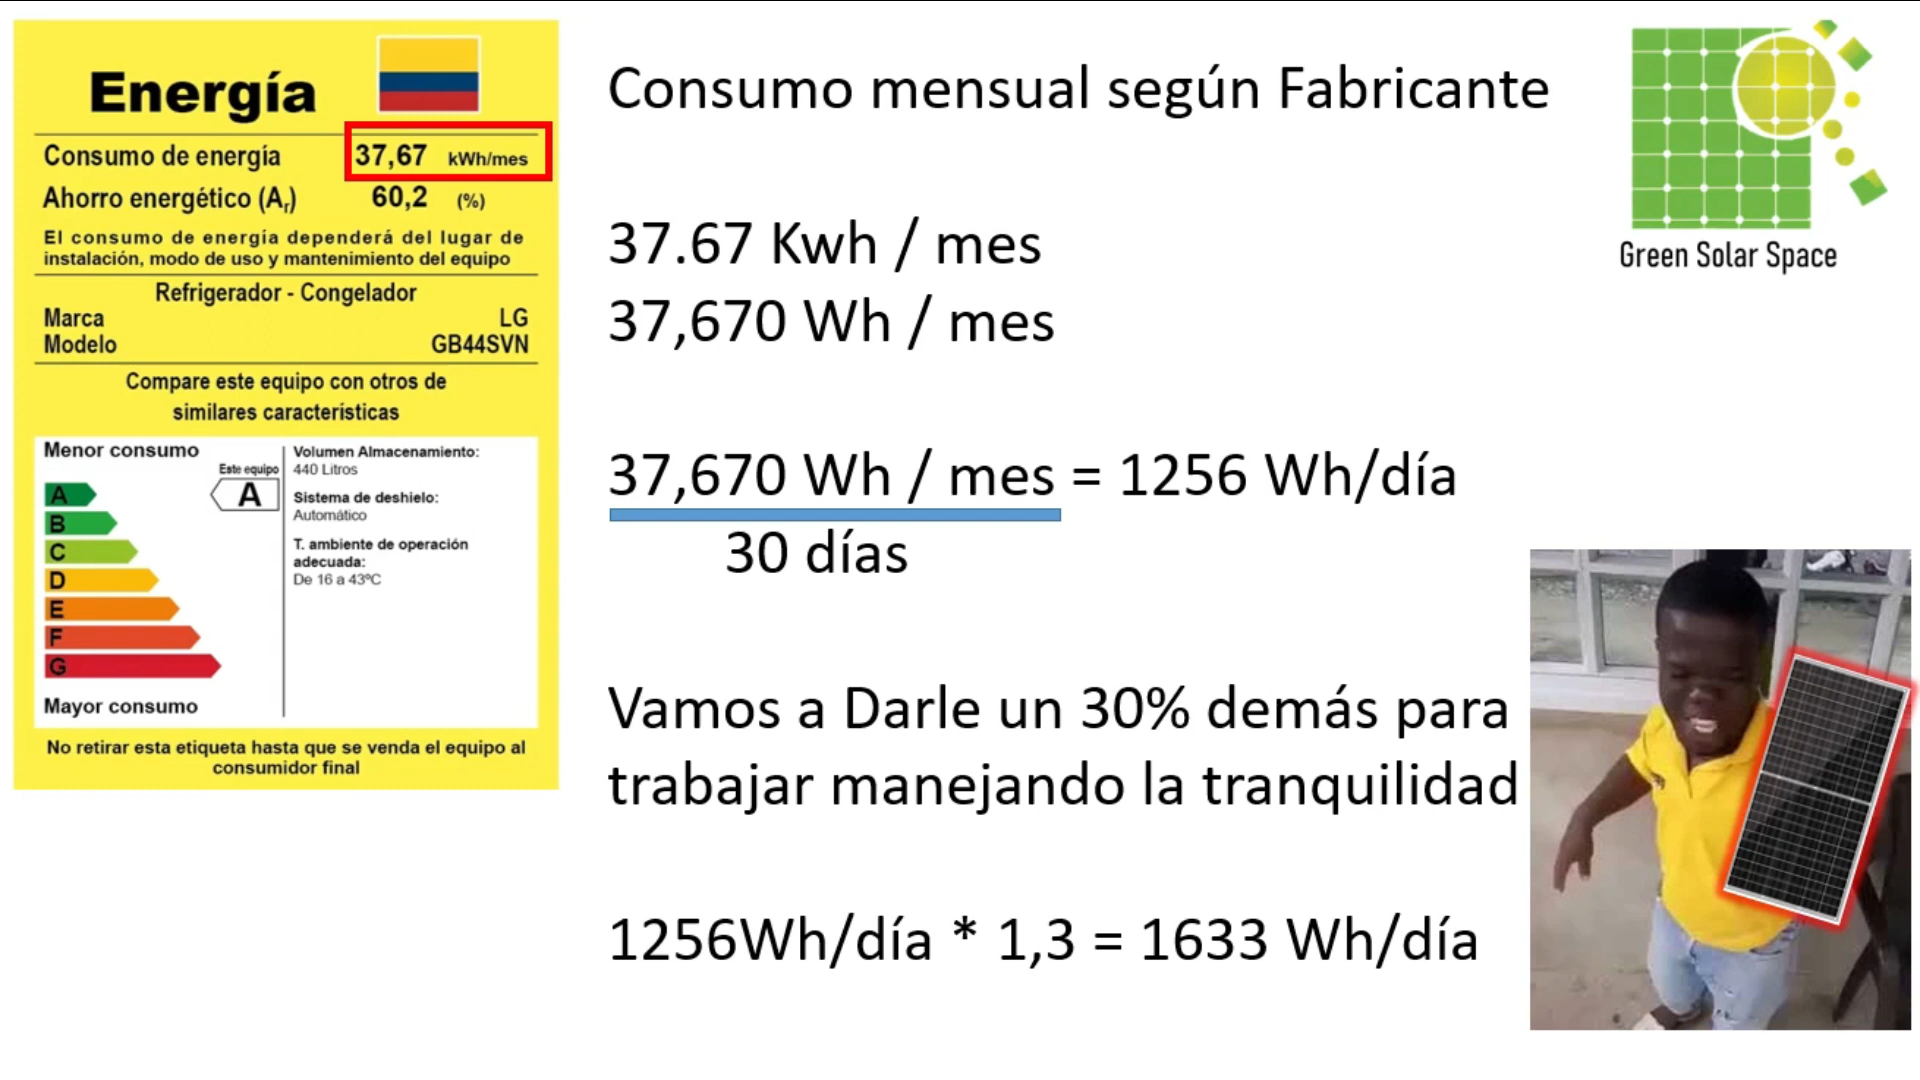 Energía
Consumo de energía 37,67 kWh/mes
Ahorro energético (Ar) 60,2 (%)
El consumo de energía dependerá del lugar de
instalación, modo de uso y mantenimiento del equipo
Refrigerador - Congelador
Marca LG
Modelo GB44SVN
Compare este equipo con otros de
similares características
Menor consumo
Este equipo
A
A
B
C
D
E
F
G
Mayor consumo
Volumen Almacenamiento:
440 Litros
Sistema de deshielo:
Automático
T. ambiente de operación
adecuada:
De 16 a 43ºC
No retirar esta etiqueta hasta que se venda el equipo al
consumidor final
Consumo mensual según Fabricante
37.67 Kwh / mes
37,670 Wh / mes
37,670 Wh / mes = 1256 Wh/día
30 días
Vamos a Darle un 30% demás para
trabajar manejando la tranquilidad
1256Wh/día * 1,3 = 1633 Wh/día
Green Solar Space